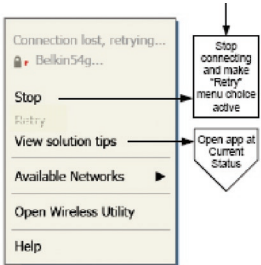 Connection lost, retrying...
Belkin54g...
Stop
Retry
View solution tips
Available Networks
Open Wireless Utility
Help
Stop
connecting
and make
"Retry"
menu choice
active
Open app at
Current
Status